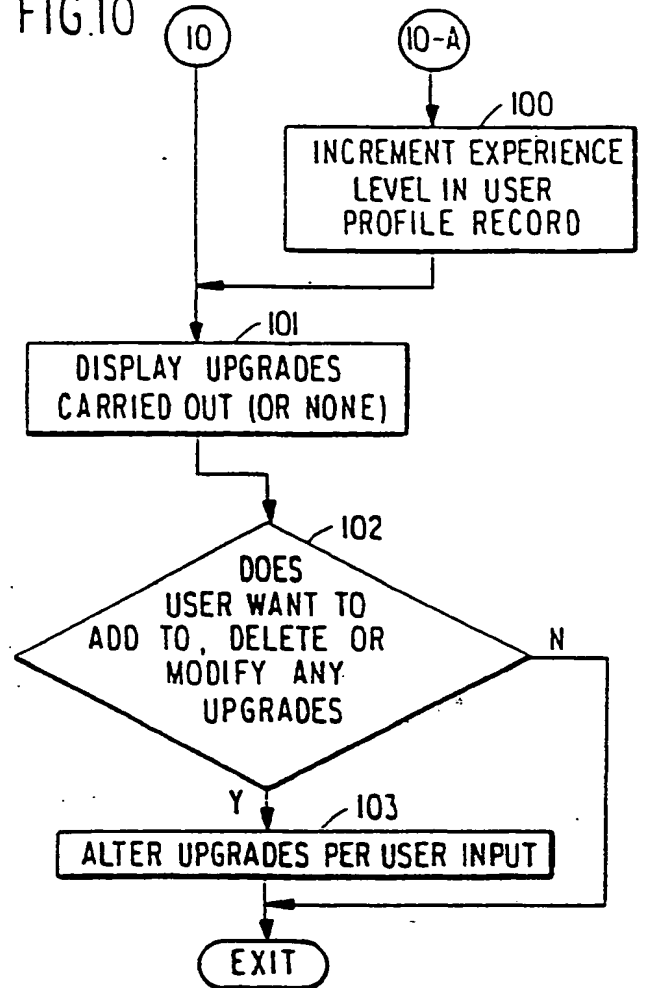 FIG.10
10
10-A
100
INCREMENT EXPERIENCE
LEVEL IN USER
PROFILE RECORD
101
DISPLAY UPGRADES
CARRIED OUT (OR NONE)
102
DOES
USER WANT TO
ADD TO, DELETE OR
MODIFY ANY
UPGRADES
N
Y
103
ALTER UPGRADES PER USER INPUT
EXIT